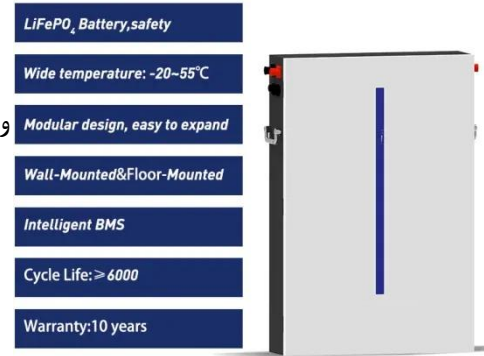 LiFePO₄ Battery,safety
Wide temperature: -20~55℃
و
Modular design, easy to expand
Wall-Mounted&Floor-Mounted
Intelligent BMS
Cycle Life:≥6000
Warranty:10 years